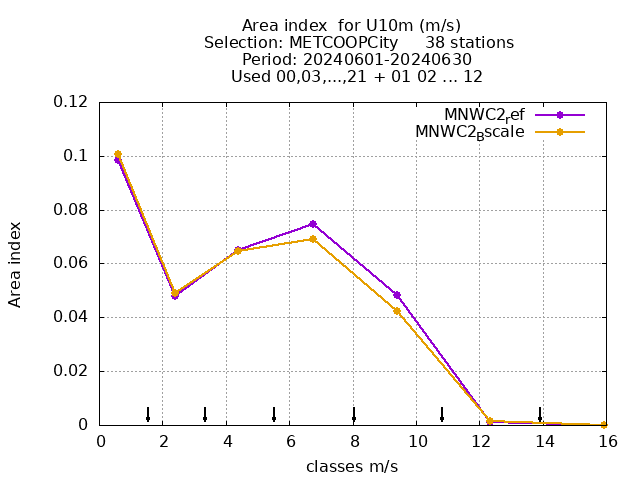 Area index  for U10m (m/s)
Selection: METCOOPCity     38 stations
Period: 20240601-20240630
Used 00,03,...,21 + 01 02 ... 12
MNWC2ref
MNWC2Bscale
0.12
0.1
0.08
0.06
0.04
0.02
0
Area index
0 2 4 6 8 10 12 14 16
classes m/s